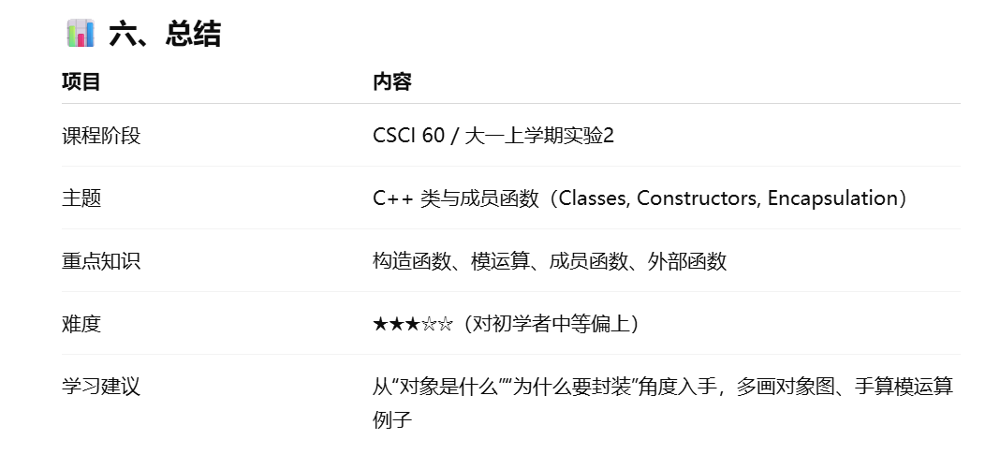 📊 六、总结
项目 内容
课程阶段 CSCI 60 / 大一上学期实验2
主题 C++ 类与成员函数（Classes, Constructors, Encapsulation）
重点知识 构造函数、模运算、成员函数、外部函数
难度 ★★★☆☆（对初学者中等偏上）
学习建议 从“对象是什么”“为什么要封装”角度入手，多画对象图、手算模运算
例子